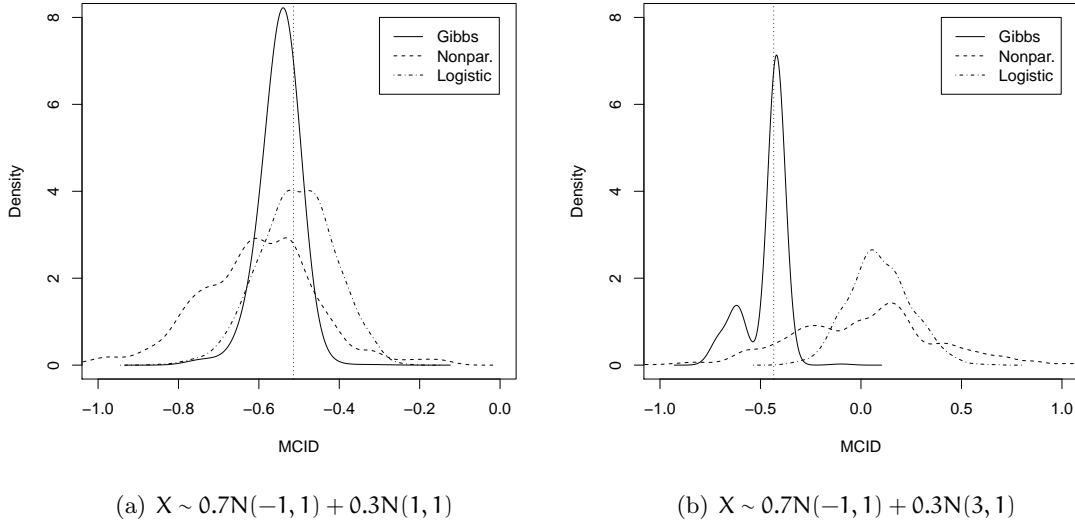 Density
8
6
4
2
0
Gibbs
Nonpar.
Logistic
−1.0 −0.8 −0.6 −0.4 −0.2 0.0
MCID
(a) X ∼ 0.7N(−1, 1) + 0.3N(1, 1)
Density
8
6
4
2
0
Gibbs
Nonpar.
Logistic
−1.0 −0.5 0.0 0.5 1.0
MCID
(b) X ∼ 0.7N(−1, 1) + 0.3N(3, 1)